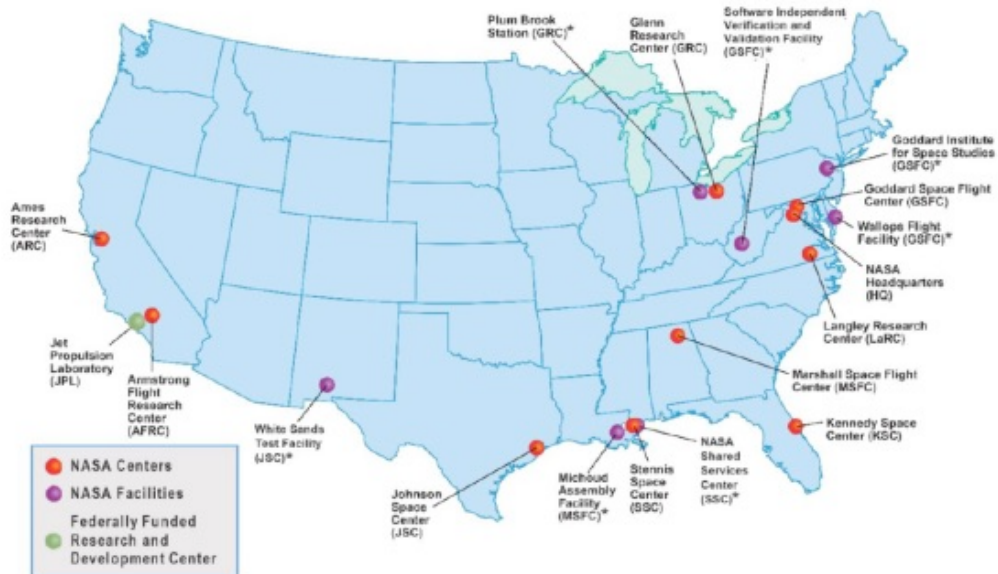 Plum Brook
Station (GRC)*
Glenn
Research
Center (GRC)
Software Independent
Verification and
Validation Facility
(GSFC)*
Goddard Institute
for Space Studies
(GSFC)*
Goddard Space Flight
Center (GSFC)
Wallops Flight
Facility (GSFC)*
NASA
Headquarters
(HQ)
Langley Research
Center (LaRC)
Marshall Space Flight
Center (MSFC)
Kennedy Space
Center (KSC)
Ames
Research
Center
(ARC)
Jet
Propulsion
Laboratory
(JPL)
Armstrong
Flight
Research
Center
(AFRC)
White Sands
Test Facility
(JSC)*
Johnson
Space
Center
(JSC)
Michoud
Assembly
Facility
(MSFC)*
Stennis
Space
Center
(SSC)
NASA
Shared
Services
Center
(SSC)*
NASA Centers
NASA Facilities
Federally Funded
Research and
Development Center